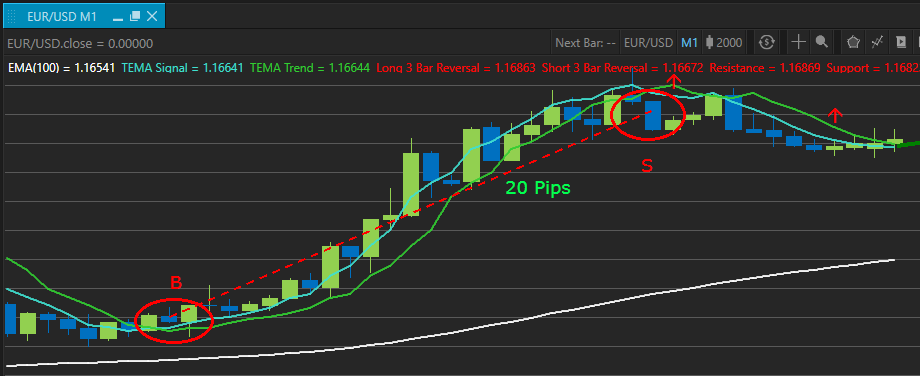 EUR/USD M1
EUR/USD.close = 0.00000
Next Bar: -- EUR/USD M1 2000
EMA(100) = 1.16541 TEMA Signal = 1.16641 TEMA Trend = 1.16644 Long 3 Bar Reversal = 1.16863 Short 3 Bar Reversal = 1.16672 Resistance = 1.16869 Support = 1.1682
S
20 Pips
B